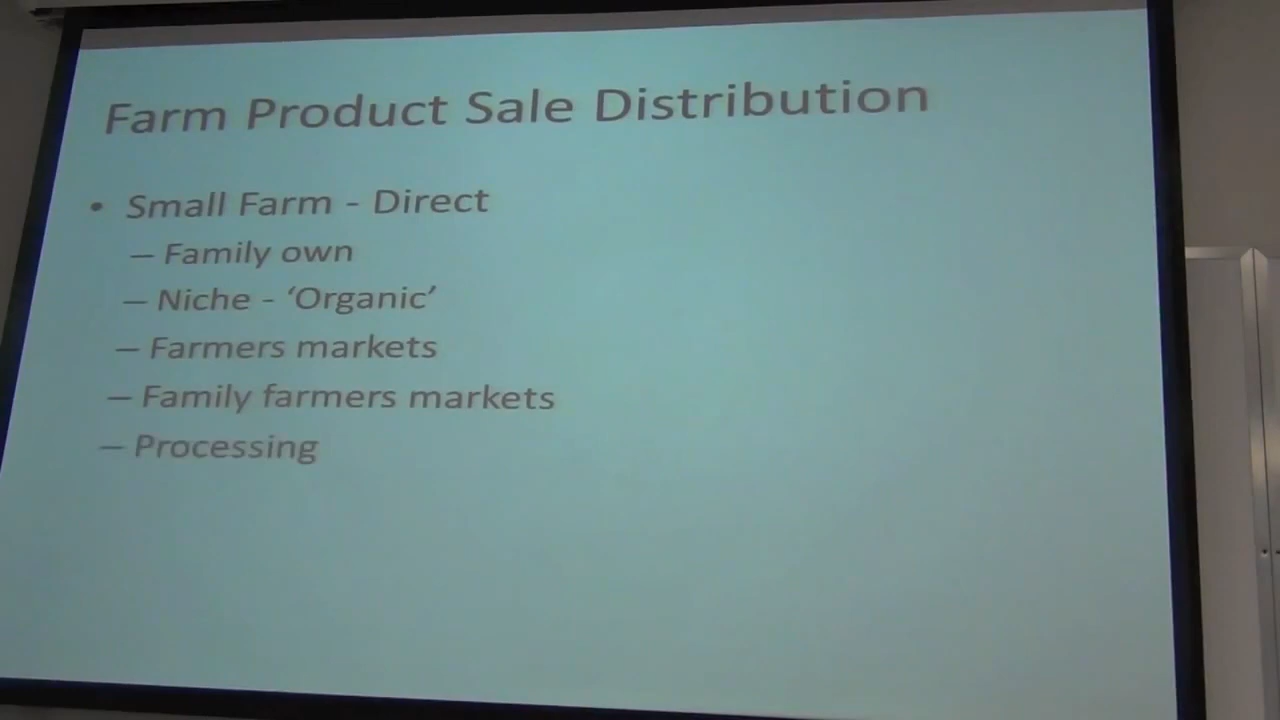 Farm Product Sale Distribution
• Small Farm - Direct
– Family own
– Niche - ‘Organic’
– Farmers markets
– Family farmers markets
– Processing